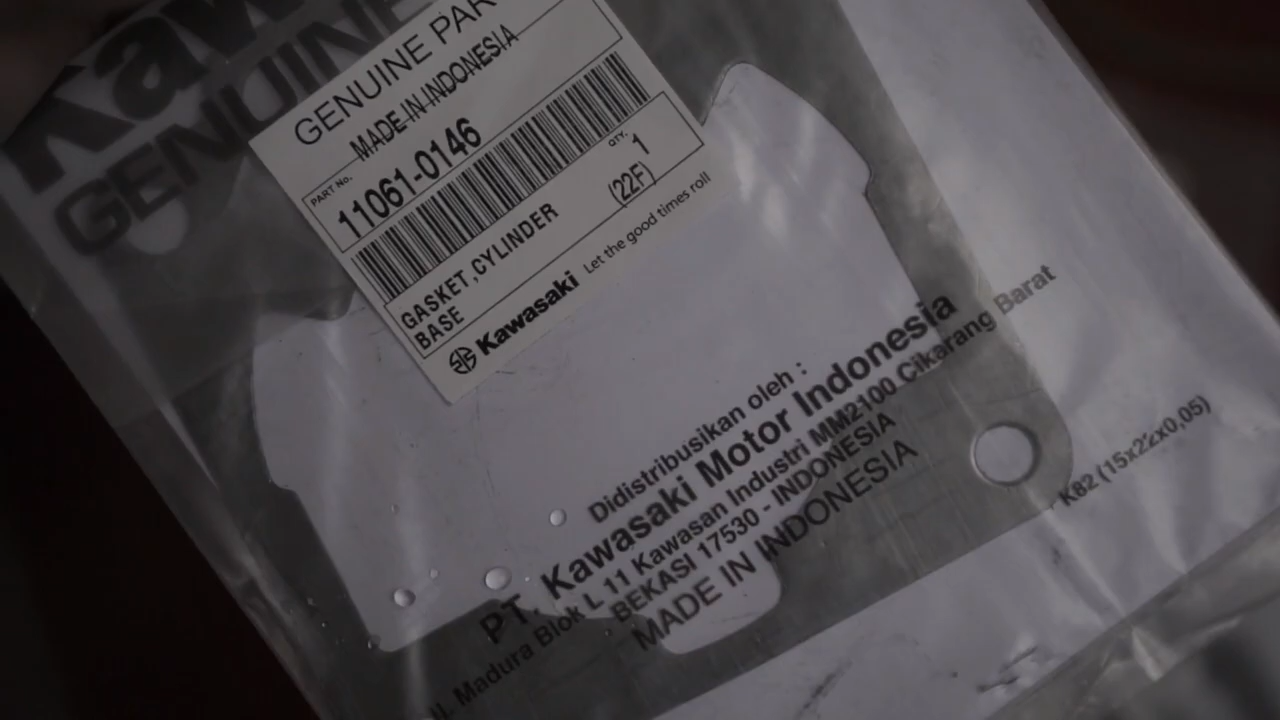 Kaw
GENUINE
GENUINE PAR
MADE IN INDONESIA
PART No.
11061-0146
QTY.
1
GASKET,CYLINDER
BASE
(22F)
Kawasaki Let the good times roll
Didistribusikan oleh :
PT. Kawasaki Motor Indonesia
JL. Madura Blok L 11 Kawasan Industri MM2100 Cikarang Barat
BEKASI 17530 - INDONESIA
MADE IN INDONESIA
K82 (15x22x0,05)